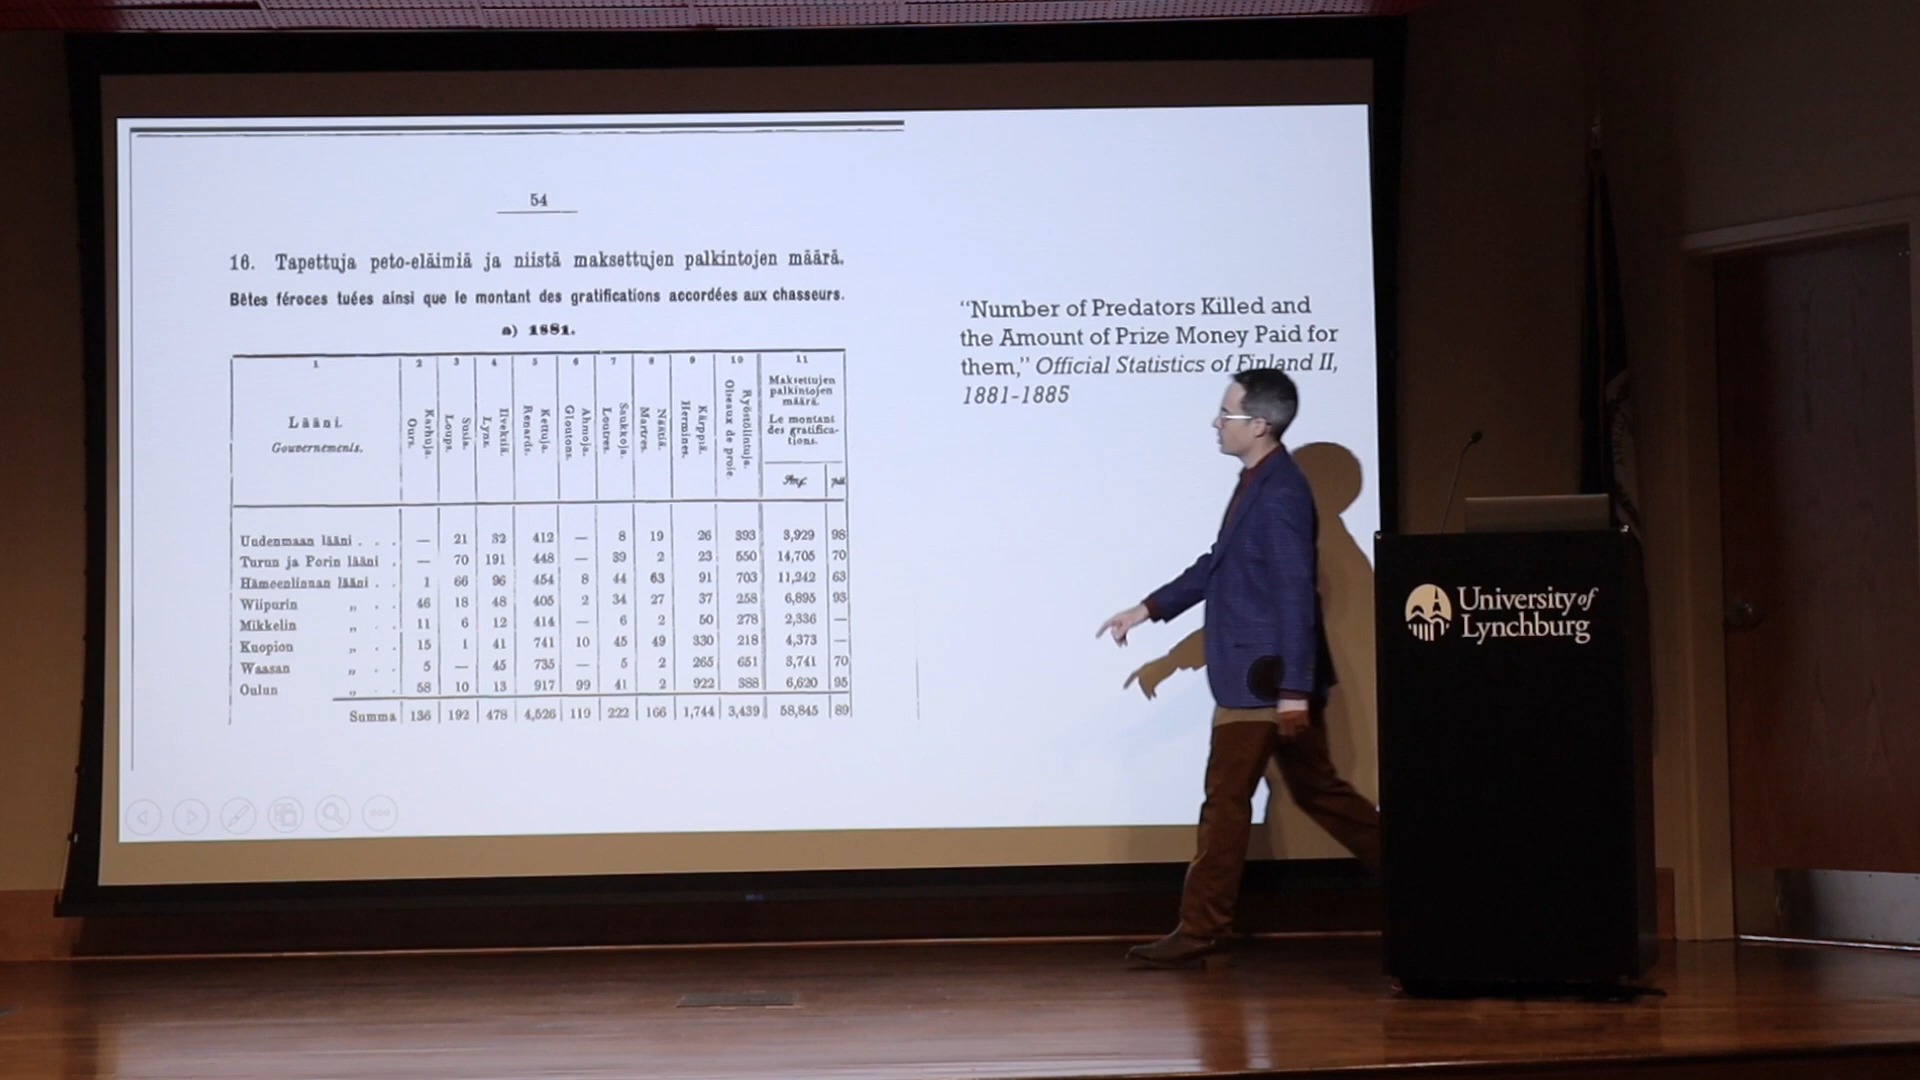 54
16. Tapettuja peto-eläimiä ja niistä maksettujen palkintojen määrä.
Bêtes féroces tuées ainsi que le montant des gratifications accordées aux chasseurs.
a) 1881.
1 2 3 4 5 6 7 8 9 10 11
Lääni.
Gouvernements.
Karhuja.
Ours.
Susia.
Loups.
Ilveksiä.
Lynx.
Kettuja.
Renards.
Ahmoja.
Gloutons.
Saukkoja.
Loutres.
Näätiä.
Martres.
Kärppiä.
Hermines.
Ryöstölintuja.
Oiseaux de proie.
Maksettujen
palkintojen
määrä.
Le montant
des gratifica-
tions.
Uudenmaan lääni . . . — 21 32 412 — 8 19 26 393 3,929 98
Turun ja Porin lääni . — 70 191 448 — 39 2 23 550 14,705 70
Hämeenlinnan lääni . . 1 66 96 454 8 44 63 91 703 11,242 63
Wiipurin „ . . 46 18 48 405 2 34 27 37 258 6,895 93
Mikkelin „ . . 11 6 12 414 — 6 2 50 278 2,336 —
Kuopion „ . . 15 1 41 741 10 45 49 330 218 4,373 —
Waasan „ . . 5 — 45 735 — 5 2 265 651 3,741 70
Oulun „ . . 58 10 13 917 99 41 2 922 388 6,620 95
Summa 136 192 478 4,526 119 222 166 1,744 3,439 58,845 89
“Number of Predators Killed and
the Amount of Prize Money Paid for
them,” Official Statistics of Finland II,
1881-1885
University of
Lynchburg